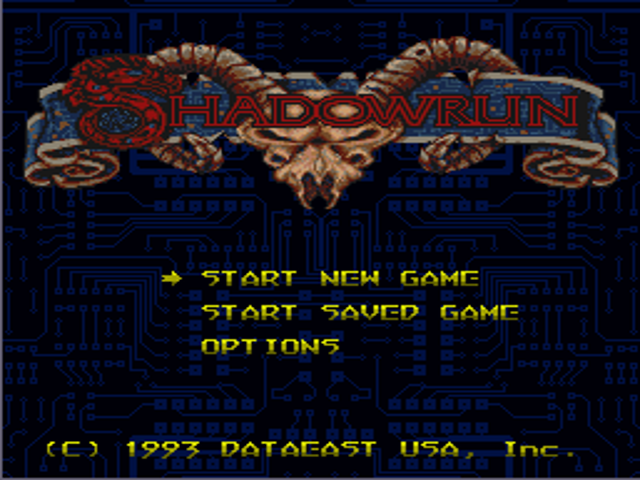 SHADOWRUN
START NEW GAME
START SAVED GAME
OPTIONS
(C) 1993 DATAEAST USA, Inc.